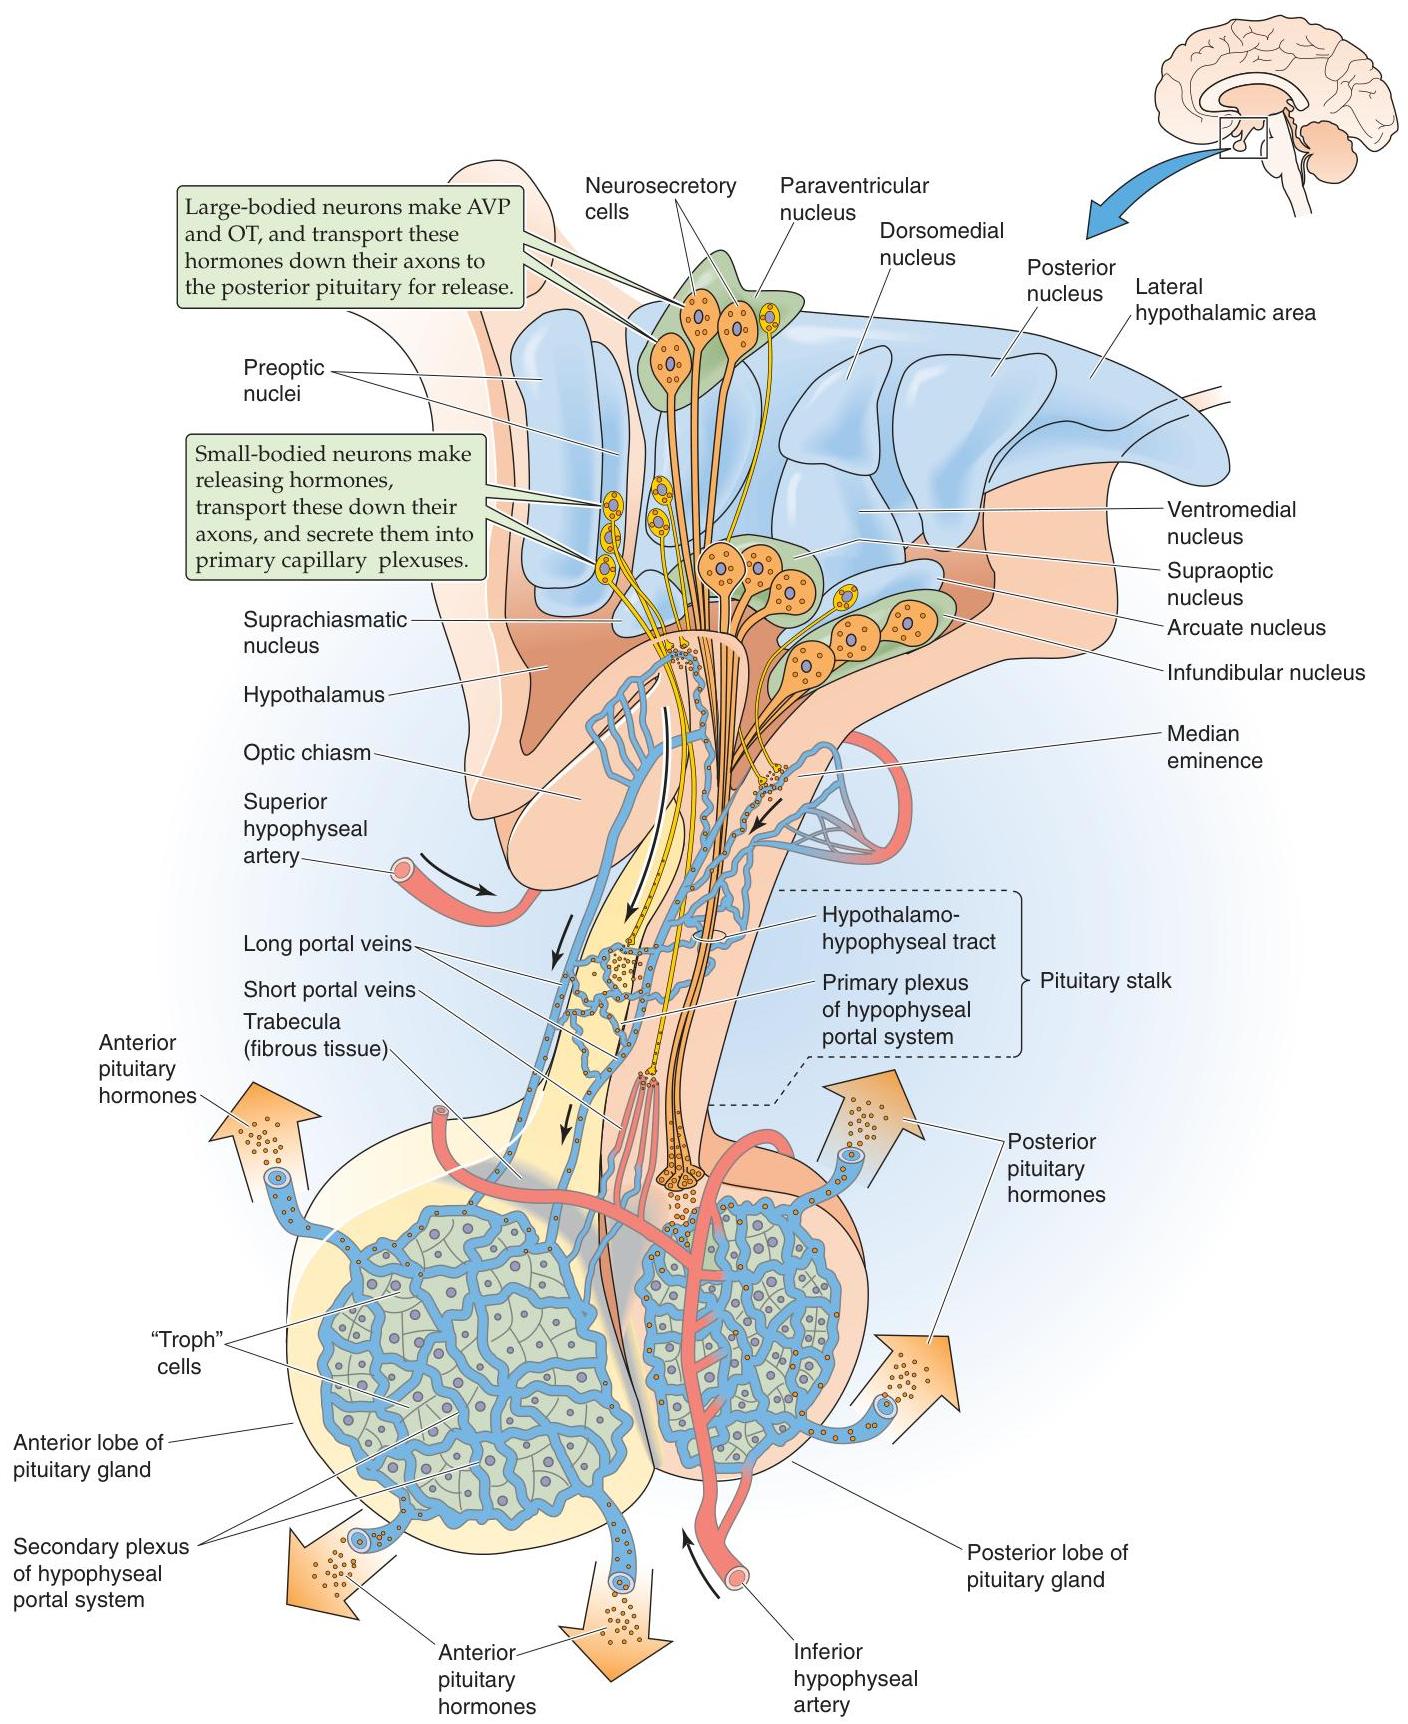 Large-bodied neurons make AVP
and OT, and transport these
hormones down their axons to
the posterior pituitary for release.
Neurosecretory
cells
Paraventricular
nucleus
Dorsomedial
nucleus
Posterior
nucleus
Lateral
hypothalamic area
Preoptic
nuclei
Small-bodied neurons make
releasing hormones,
transport these down their
axons, and secrete them into
primary capillary plexuses.
Ventromedial
nucleus
Supraoptic
nucleus
Arcuate nucleus
Infundibular nucleus
Suprachiasmatic
nucleus
Hypothalamus
Optic chiasm
Median
eminence
Superior
hypophyseal
artery
Hypothalamo-
hypophyseal tract
Primary plexus
of hypophyseal
portal system
Pituitary stalk
Long portal veins
Short portal veins
Trabecula
(fibrous tissue)
Anterior
pituitary
hormones
Posterior
pituitary
hormones
“Troph”
cells
Anterior lobe of
pituitary gland
Secondary plexus
of hypophyseal
portal system
Posterior lobe of
pituitary gland
Anterior
pituitary
hormones
Inferior
hypophyseal
artery